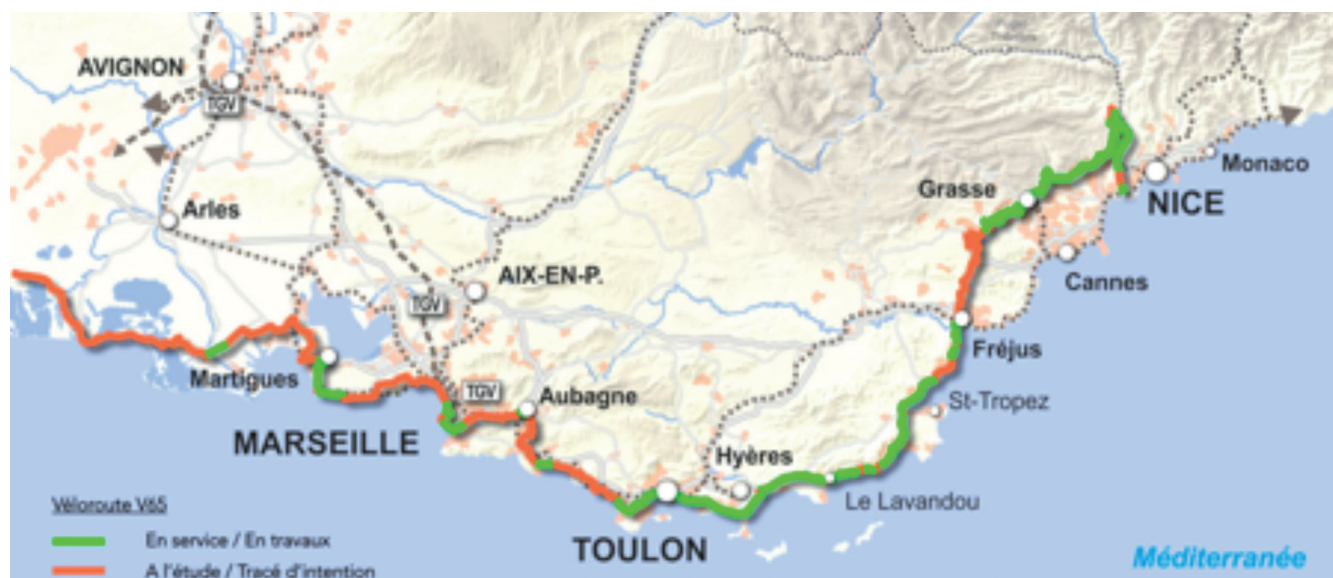 AVIGNON
TGV
Arles
AIX-EN-P.
TGV
Martigues
TGV
Aubagne
MARSEILLE
Hyères
TOULON
Le Lavandou
St-Tropez
Fréjus
Cannes
Grasse
NICE
Monaco
Méditerranée
Véloroute V65
En service / En travaux
A l'étude / Tracé d'intention